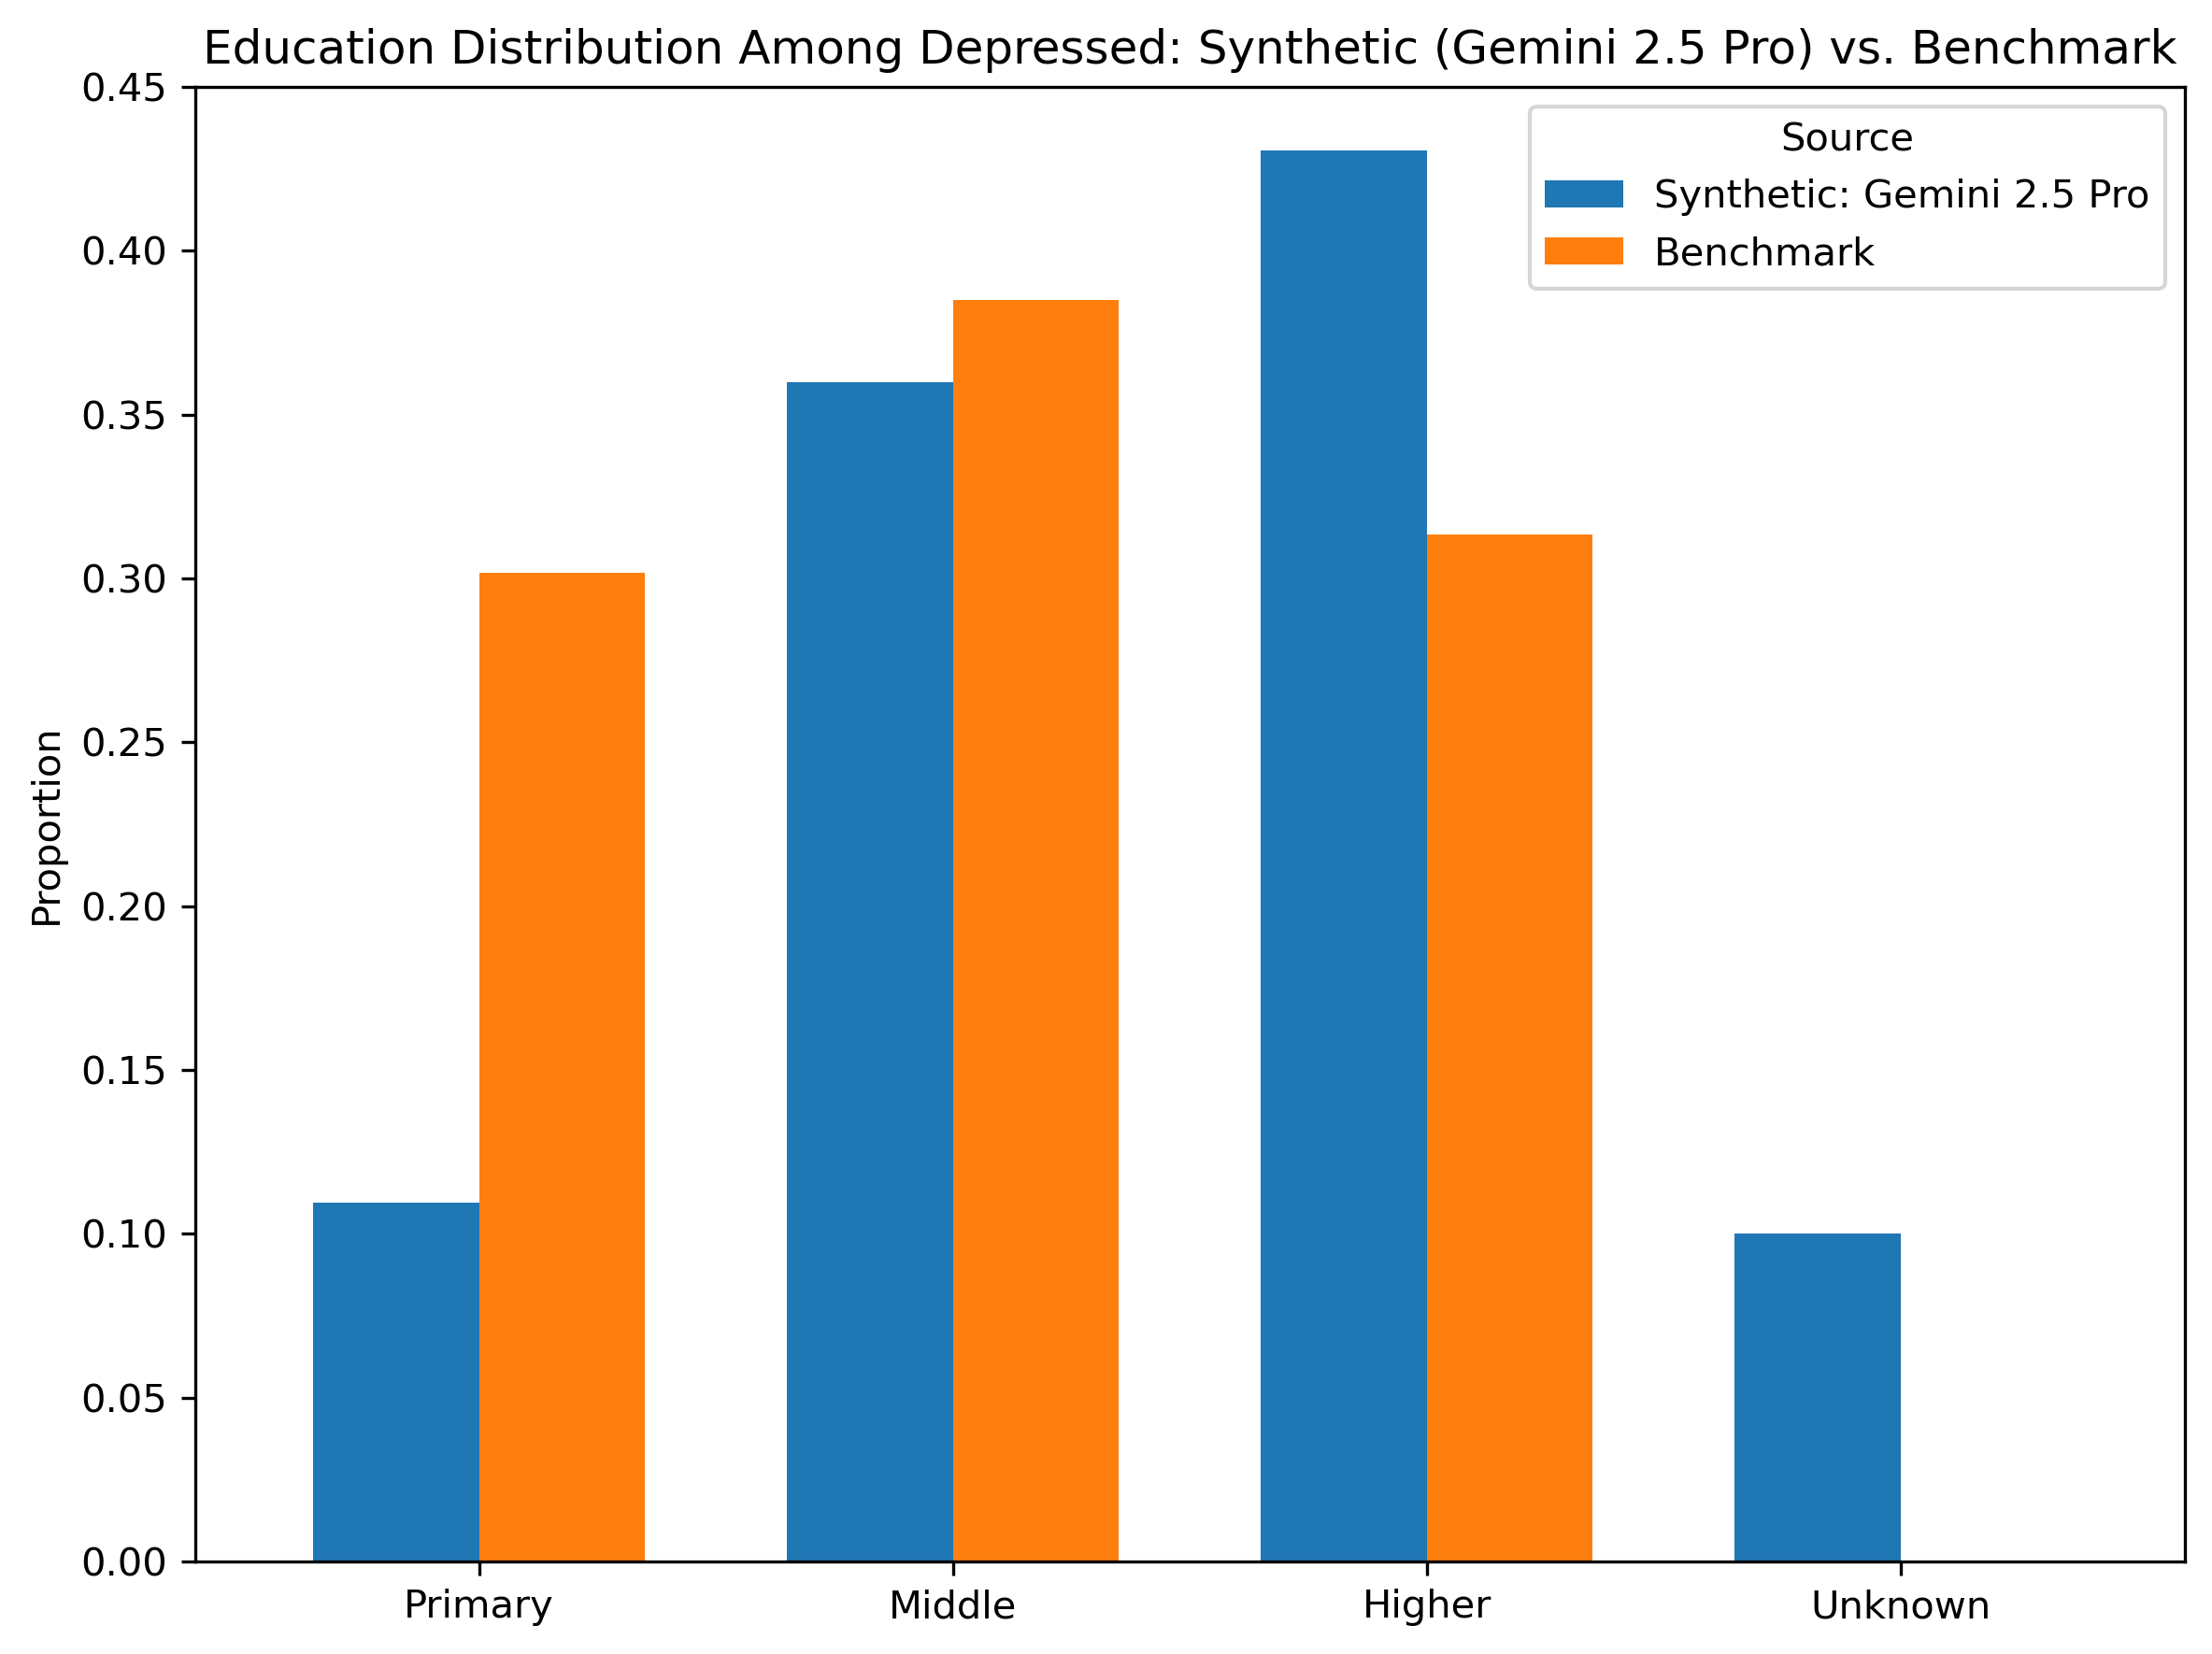 Education Distribution Among Depressed: Synthetic (Gemini 2.5 Pro) vs. Benchmark
Source
Synthetic: Gemini 2.5 Pro
Benchmark
Proportion
0.45
0.40
0.35
0.30
0.25
0.20
0.15
0.10
0.05
0.00
Primary
Middle
Higher
Unknown